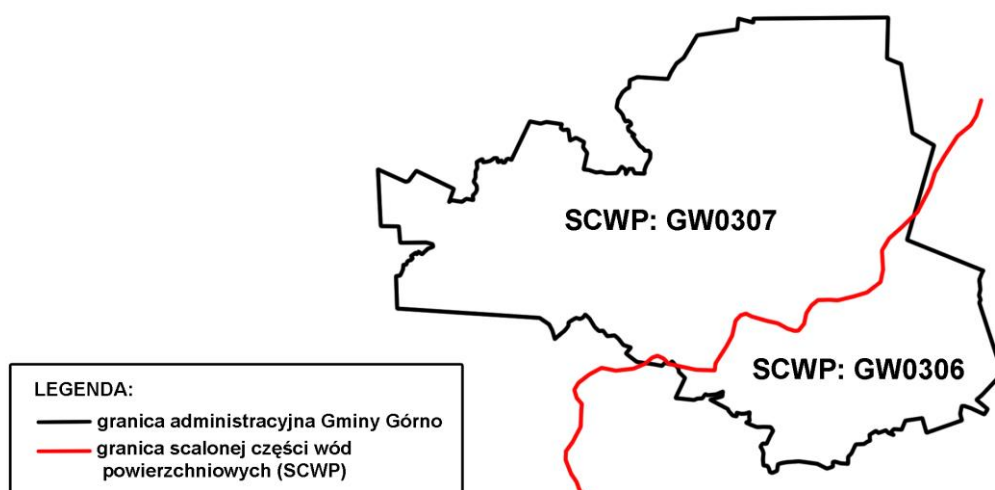 SCWP: GW0307
SCWP: GW0306
LEGENDA:
granica administracyjna Gminy Górno
granica scalonej części wód
powierzchniowych (SCWP)